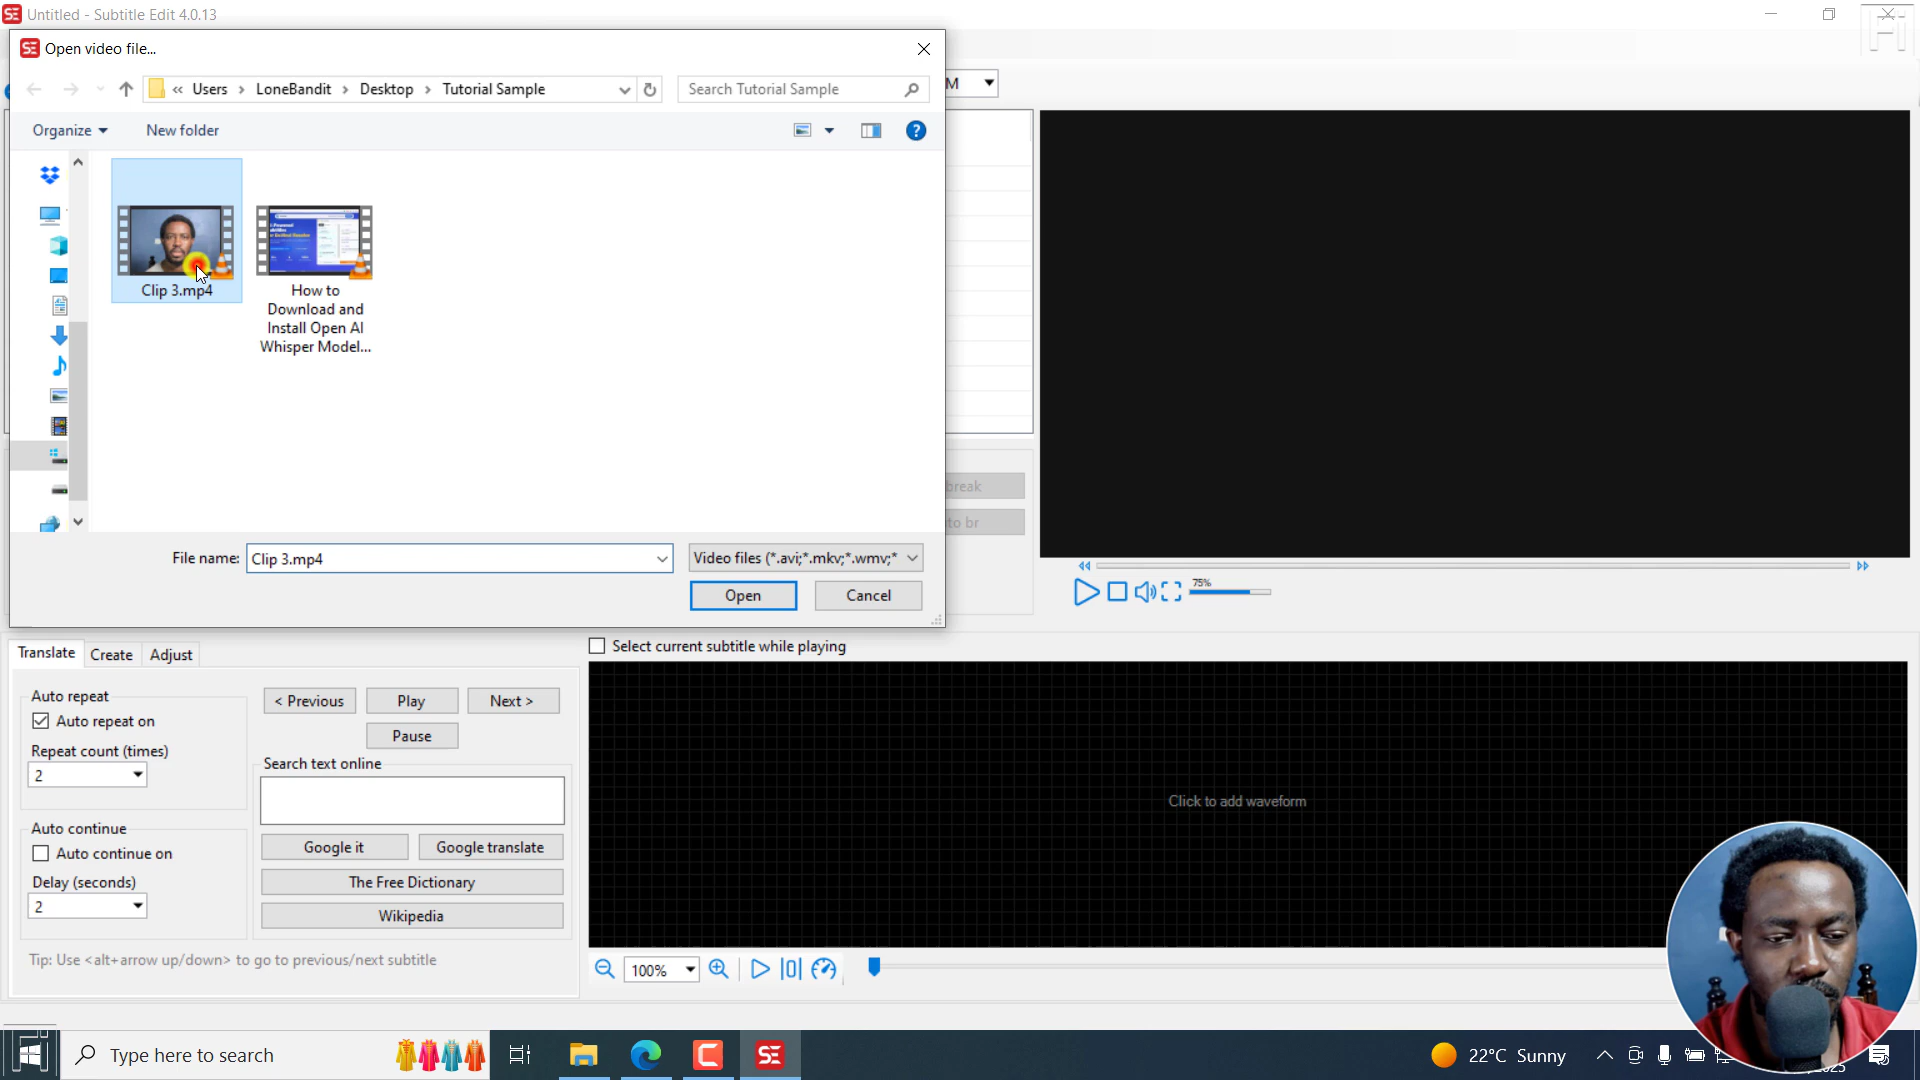 Untitled - Subtitle Edit 4.0.13
Open video file...
« Users › LoneBandit › Desktop › Tutorial Sample
Search Tutorial Sample
M
Organize
New folder
Clip 3.mp4
How to
Download and
Install Open AI
Whisper Model...
break
to br
File name:
Clip 3.mp4
Video files (*.avi;*.mkv;*.wmv;*
Open
Cancel
75%
Translate
Create
Adjust
Select current subtitle while playing
Auto repeat
Auto repeat on
Repeat count (times)
2
< Previous
Play
Next >
Pause
Search text online
Auto continue
Auto continue on
Delay (seconds)
2
Google it
Google translate
The Free Dictionary
Wikipedia
Click to add waveform
Tip: Use <alt+arrow up/down> to go to previous/next subtitle
100%
Type here to search
22°C Sunny